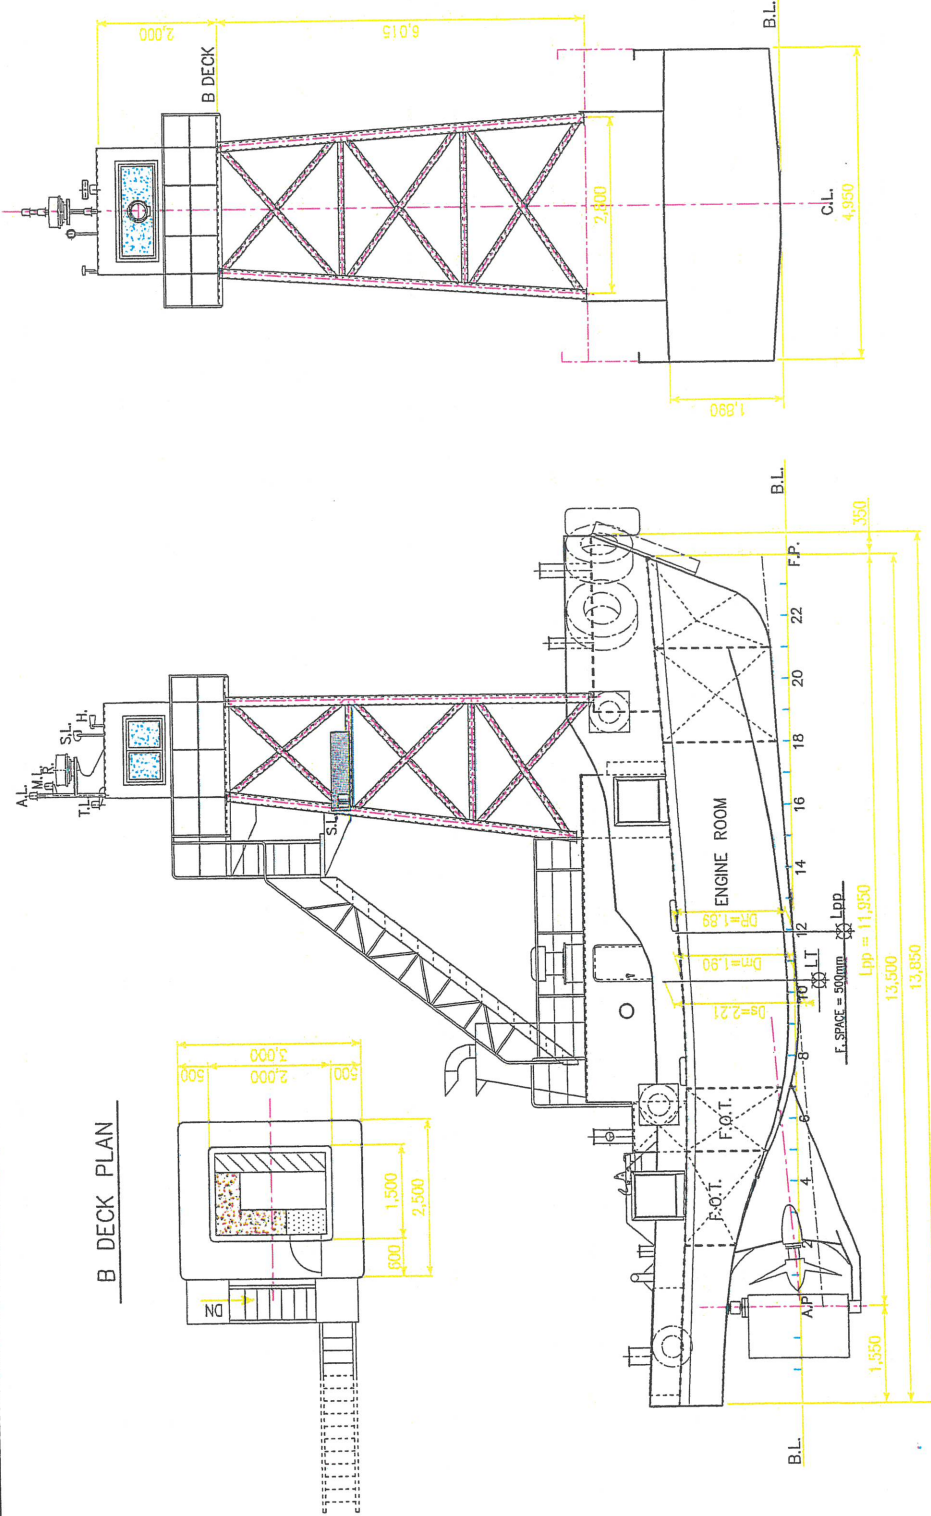 B DECK PLAN
DN
500
2,000
500
3,000
600
1,500
2,500
A.L.
M.L.
R.
T.L.
S.L.
H.
S.L.
ENGINE ROOM
F.O.T.
F.O.T.
Ds=2.21
Dm=1.90
DR=1.89
B.L.
A.P.
2
4
6
8
10
12
14
16
18
20
22
F.P.
B.L.
LT
Lpp
F. SPACE = 500mm
Lpp = 11,950
350
1,550
13,500
13,850
2,000
B DECK
6,015
2,800
1,890
C.L.
4,950
B.L.